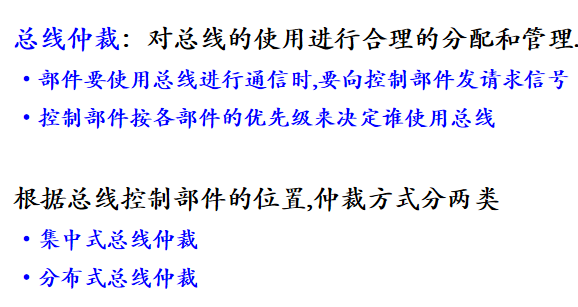 总线仲裁：对总线的使用进行合理的分配和管理.
·部件要使用总线进行通信时,要向控制部件发请求信号
·控制部件按各部件的优先级来决定谁使用总线
根据总线控制部件的位置,仲裁方式分两类
·集中式总线仲裁
·分布式总线仲裁